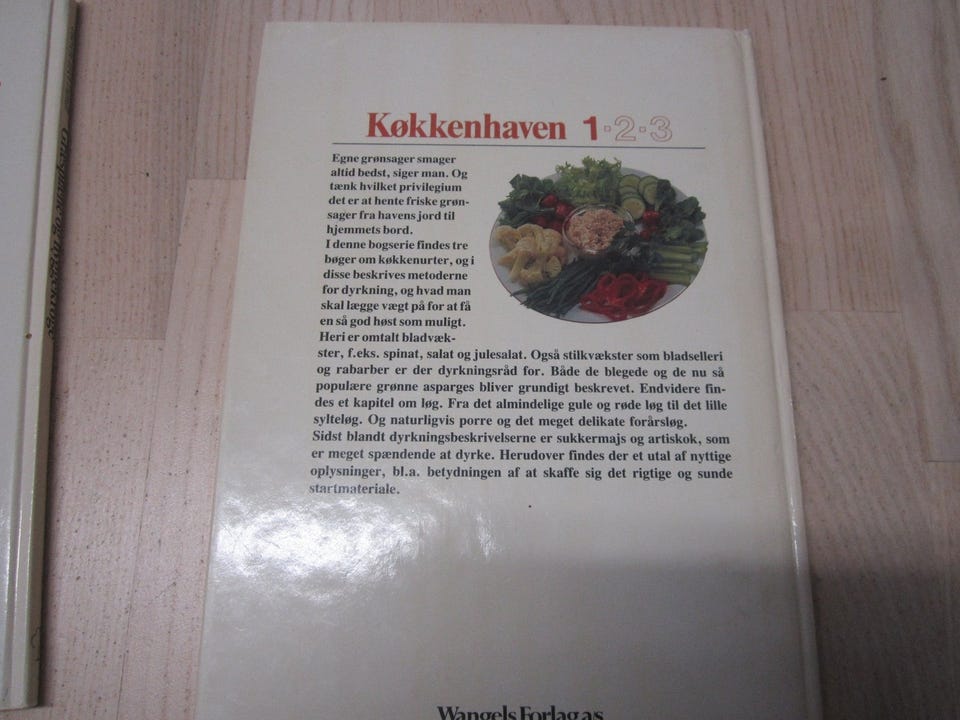 Køkkenhaven 1·2·3
Egne grønsager smager
altid bedst, siger man. Og
tænk hvilket privilegium
det er at hente friske grøn-
sager fra havens jord til
hjemmets bord.
I denne bogserie findes tre
bøger om køkkenurter, og i
disse beskrives metoderne
for dyrkning, og hvad man
skal lægge vægt på for at få
en så god høst som muligt.
Heri er omtalt bladvæk-
ster, f.eks. spinat, salat og julesalat. Også stilkvækster som bladselleri
og rabarber er der dyrkningsråd for. Både de blegede og de nu så
populære grønne asparges bliver grundigt beskrevet. Endvidere fin-
des et kapitel om løg. Fra det almindelige gule og røde løg til det lille
sylteløg. Og naturligvis porre og det meget delikate forårsløg.
Sidst blandt dyrkningsbeskrivelserne er sukkermajs og artiskok, som
er meget spændende at dyrke. Herudover findes der et utal af nyttige
oplysninger, bl.a. betydningen af at skaffe sig det rigtige og sunde
startmateriale.
Wangels Forlag a/s